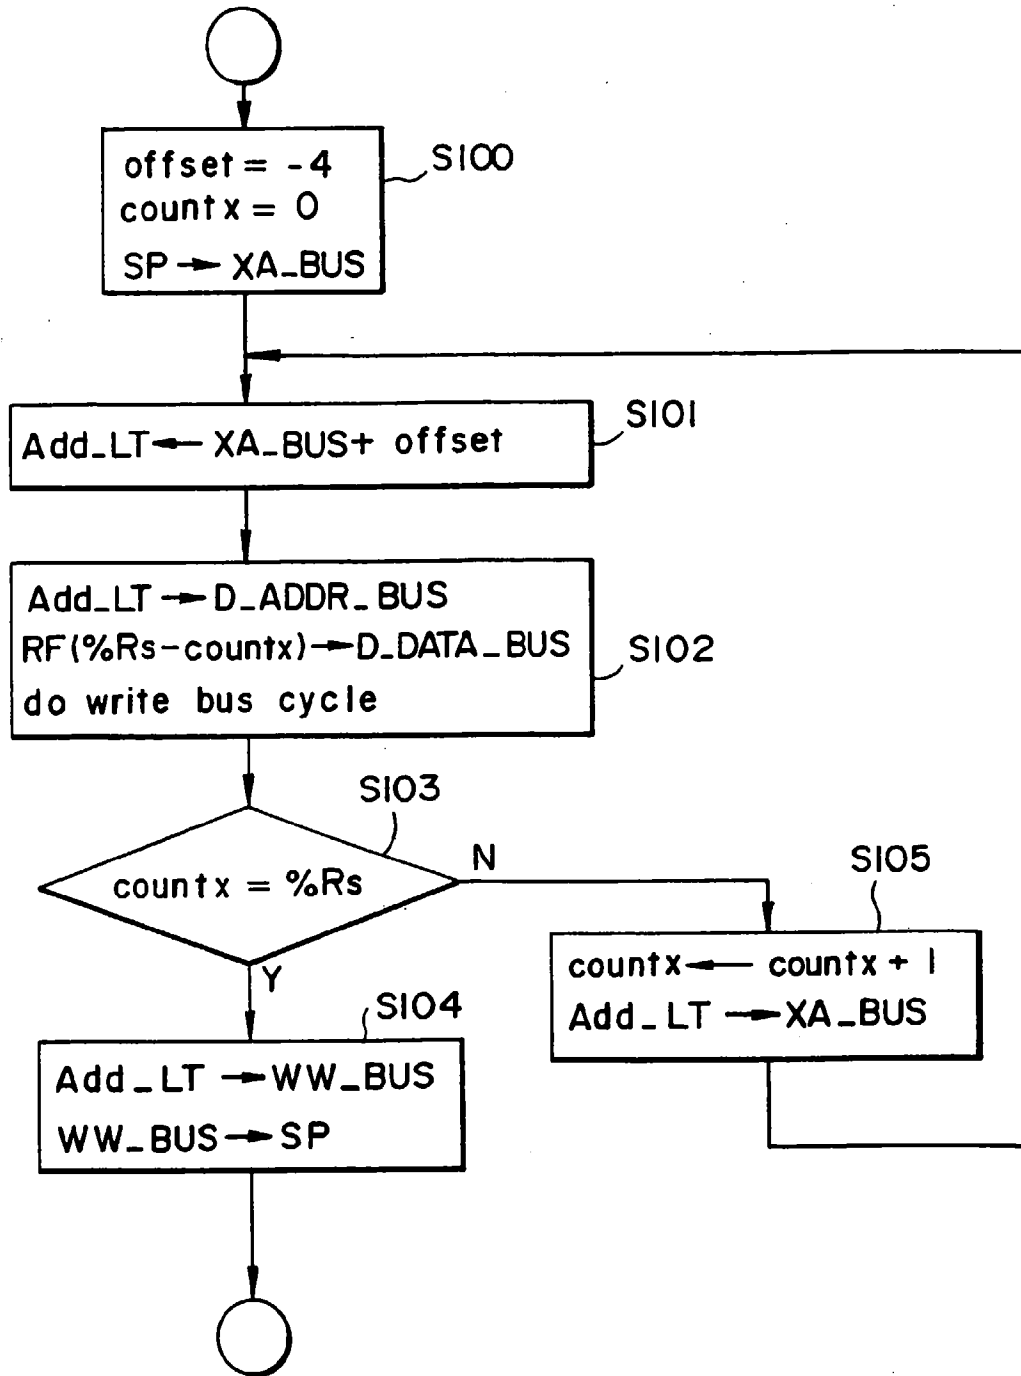 offset = -4
countx = 0
SP → XA_BUS
S100
Add_LT ← XA_BUS + offset
S101
Add_LT → D_ADDR_BUS
RF(%Rs-countx) → D_DATA_BUS
do write bus cycle
S102
S103
countx = %Rs
N
Y
S105
countx ← countx + 1
Add_LT → XA_BUS
S104
Add_LT → WW_BUS
WW_BUS → SP